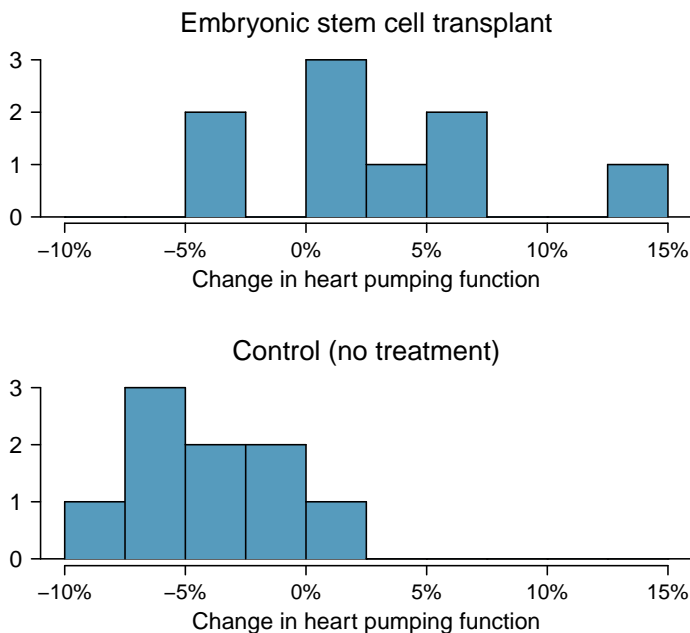 Embryonic stem cell transplant
3
2
1
0
−10% −5% 0% 5% 10% 15%
Change in heart pumping function
Control (no treatment)
3
2
1
0
−10% −5% 0% 5% 10% 15%
Change in heart pumping function